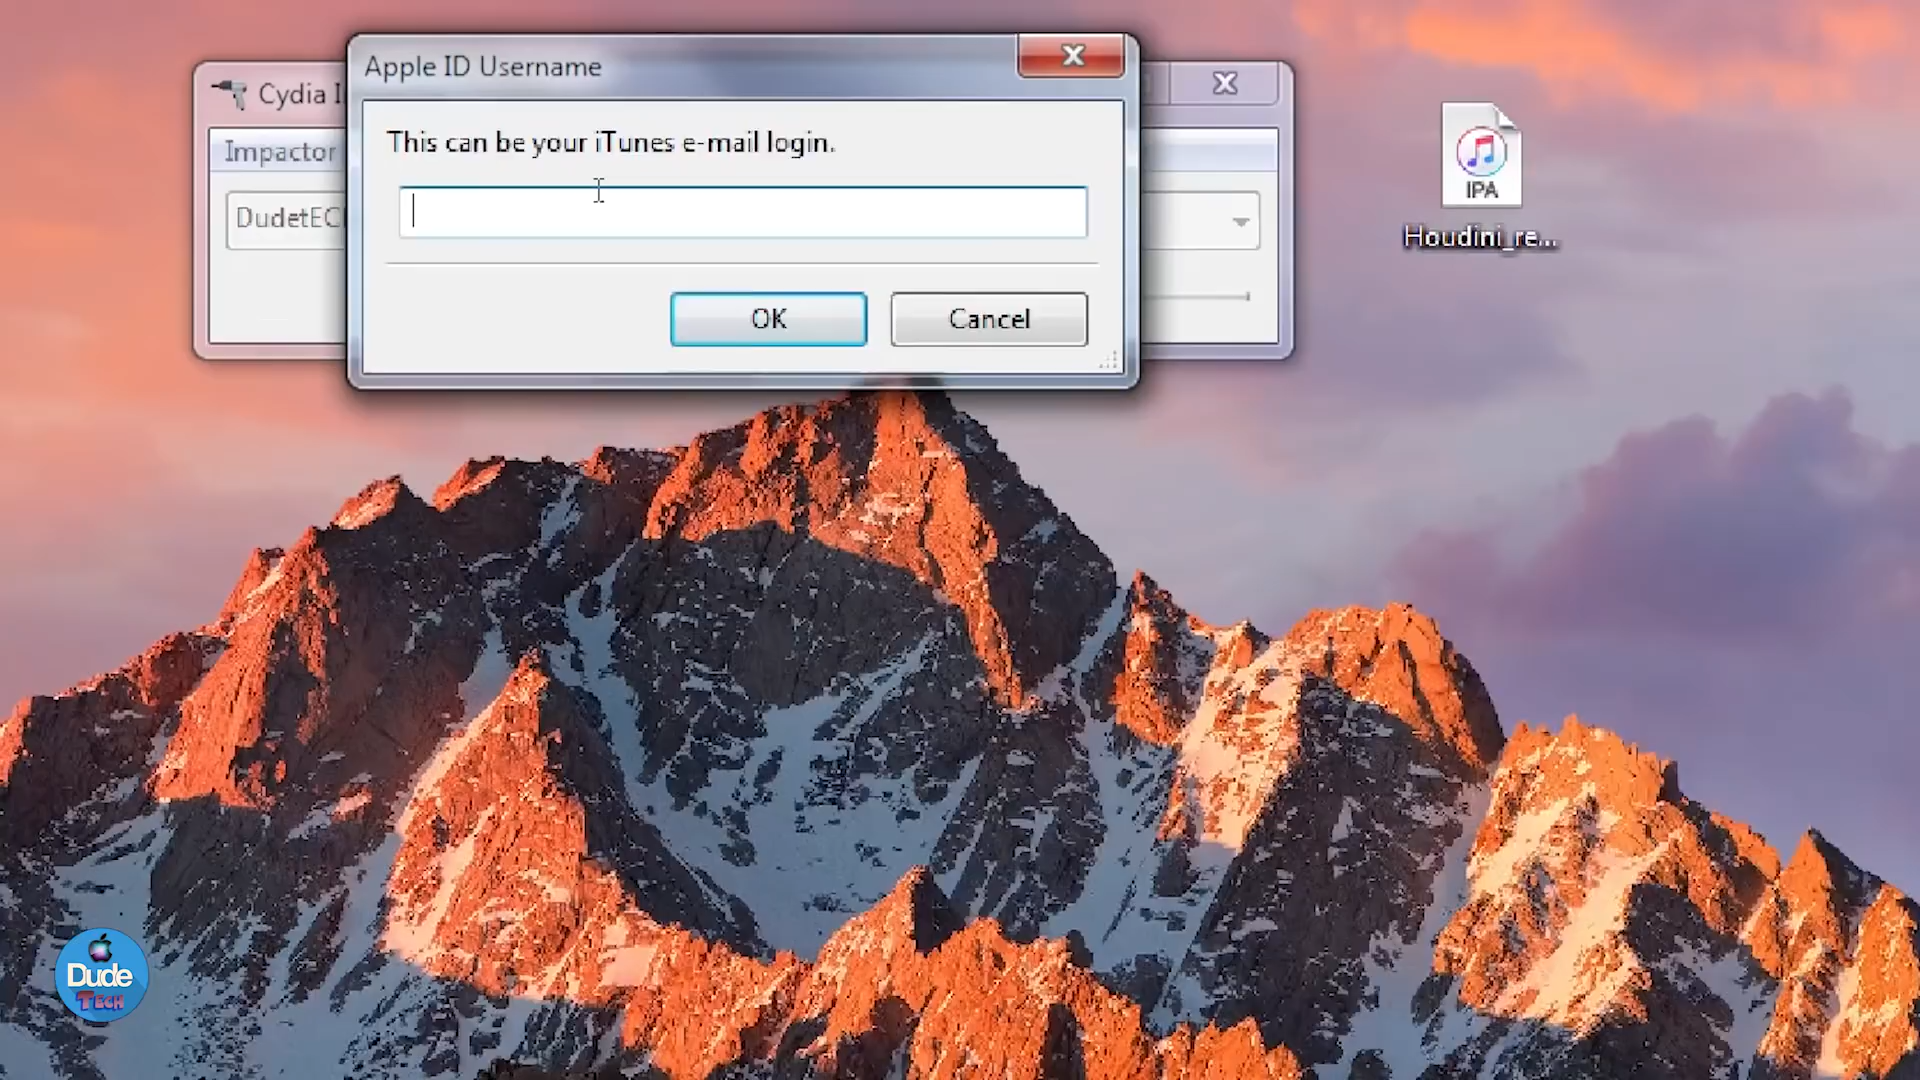 Apple ID Username
Cydia I
This can be your iTunes e-mail login.
Impactor
DudetEC
OK
Cancel
IPA
Houdini_re...
Dude
TECH